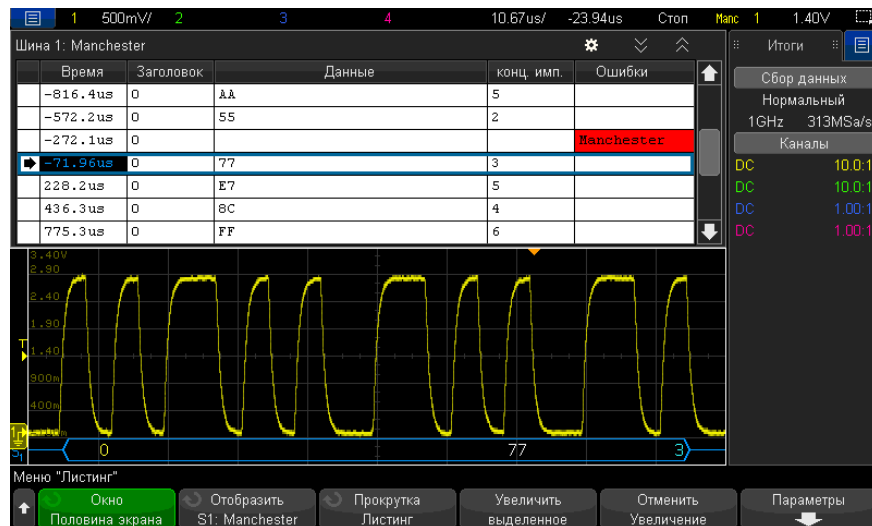 1 500mV/ 2 3 4 10.67us/ -23.94us Стоп Манс 1 1.40V
Шина 1: Manchester
Итоги
Время Заголовок Данные конц. имп. Ошибки
-816.4us 0 AA 5
-572.2us 0 55 2
-272.1us 0 Manchester
-71.96us 0 77 3
228.2us 0 E7 5
436.3us 0 8C 4
775.3us 0 FF 6
Сбор данных
Нормальный
1GHz 313MSa/s
Каналы
DC 10.0:1
DC 10.0:1
DC 1.00:1
DC 1.00:1
3.40V
2.90
2.40
1.90
T
1.40
900m
400m
S1 0 77 3
Меню "Листинг"
Окно Отобразить Прокрутка Увеличить Отменить Параметры
Половина экрана S1: Manchester Листинг выделенное Увеличение